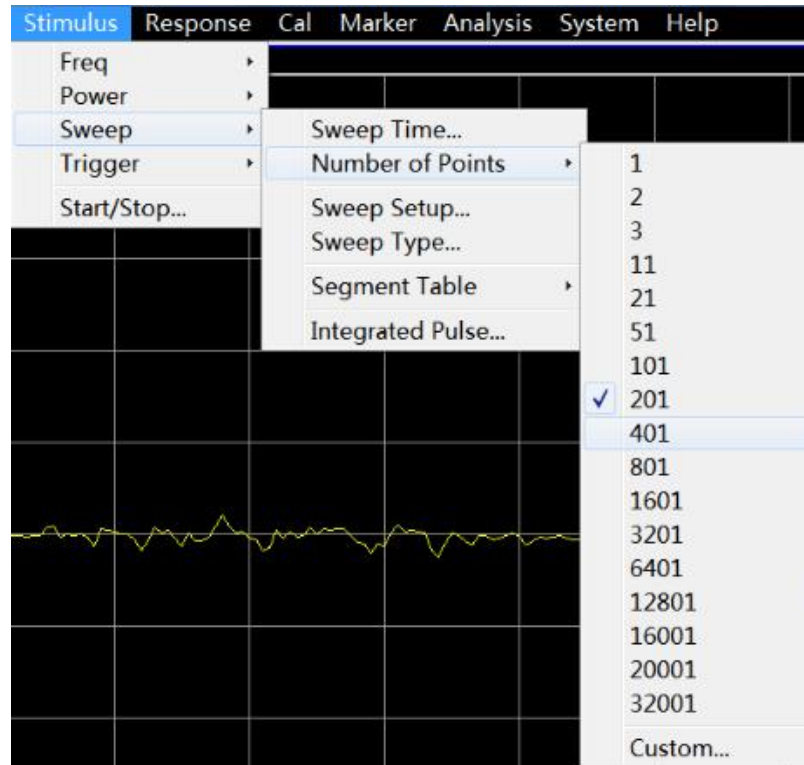 Stimulus Response Cal Marker Analysis System Help
Freq
Power
Sweep
Trigger
Start/Stop...
Sweep Time...
Number of Points
Sweep Setup...
Sweep Type...
Segment Table
Integrated Pulse...
1
2
3
11
21
51
101
201
401
801
1601
3201
6401
12801
16001
20001
32001
Custom...